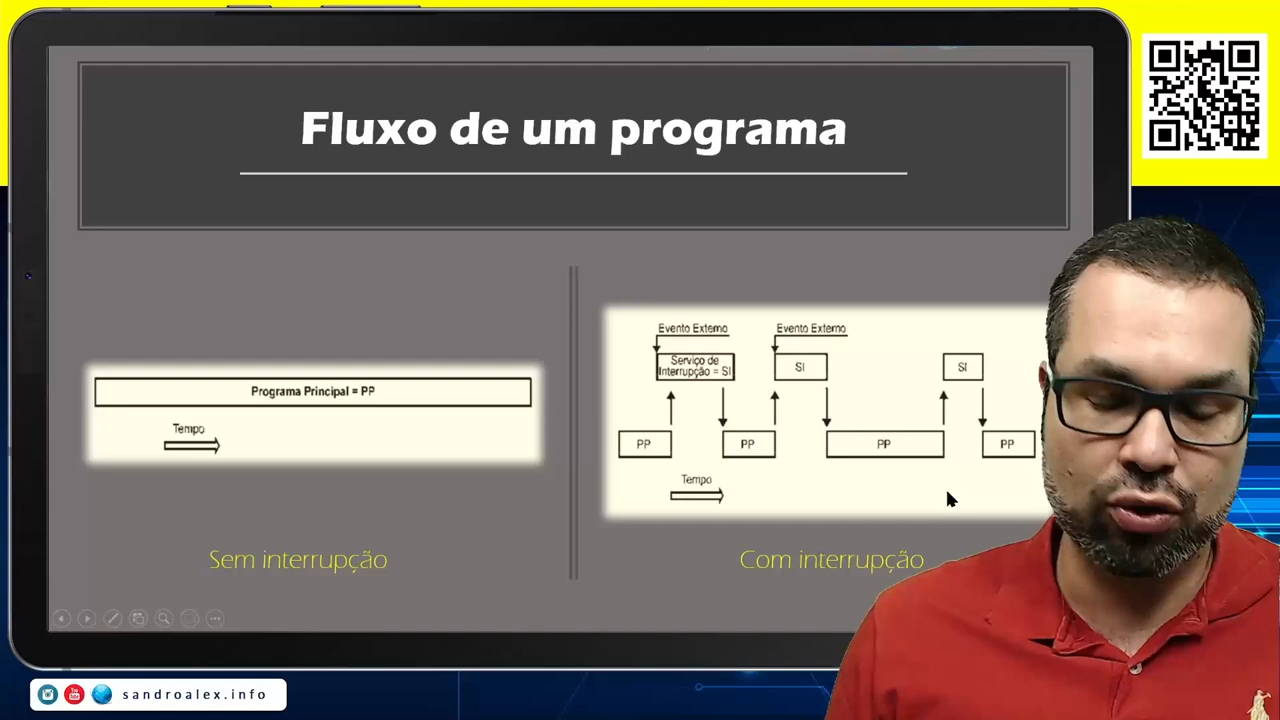 Fluxo de um programa
Programa Principal = PP
Tempo
Sem interrupção
Evento Externo
Evento Externo
Serviço de
Interrupção = SI
SI
SI
PP
PP
PP
PP
Tempo
Com interrupção
sandroalex.info